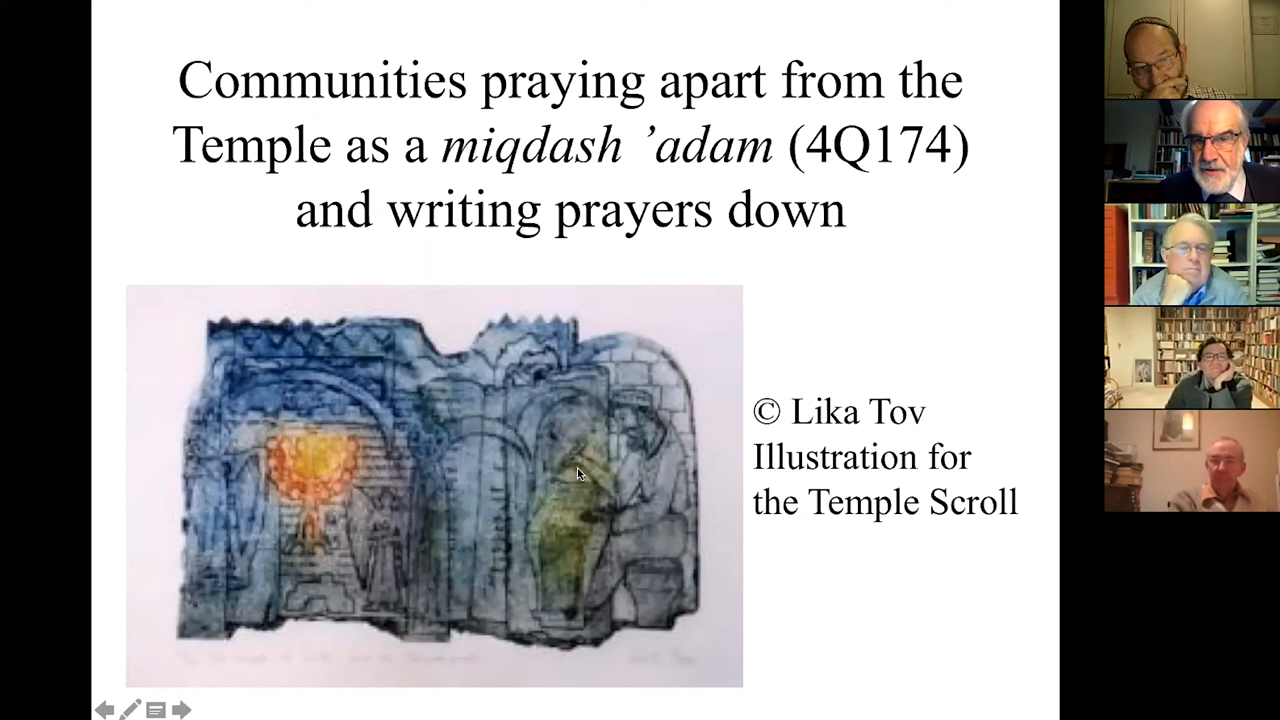 Communities praying apart from the
Temple as a miqdash ’adam (4Q174)
and writing prayers down
© Lika Tov
Illustration for
the Temple Scroll